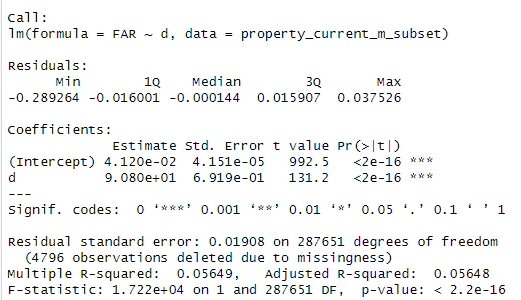 Call:
lm(formula = FAR ~ d, data = property_current_m_subset)
Residuals:
Min 1Q Median 3Q Max
-0.289264 -0.016001 -0.000144 0.015907 0.037526
Coefficients:
Estimate Std. Error t value Pr(>|t|)
(Intercept) 4.120e-02 4.151e-05 992.5 <2e-16 ***
d 9.080e+01 6.919e-01 131.2 <2e-16 ***
---
Signif. codes: 0 ‘***’ 0.001 ‘**’ 0.01 ‘*’ 0.05 ‘.’ 0.1 ‘ ’ 1
Residual standard error: 0.01908 on 287651 degrees of freedom
(4796 observations deleted due to missingness)
Multiple R-squared: 0.05649, Adjusted R-squared: 0.05648
F-statistic: 1.722e+04 on 1 and 287651 DF, p-value: < 2.2e-16